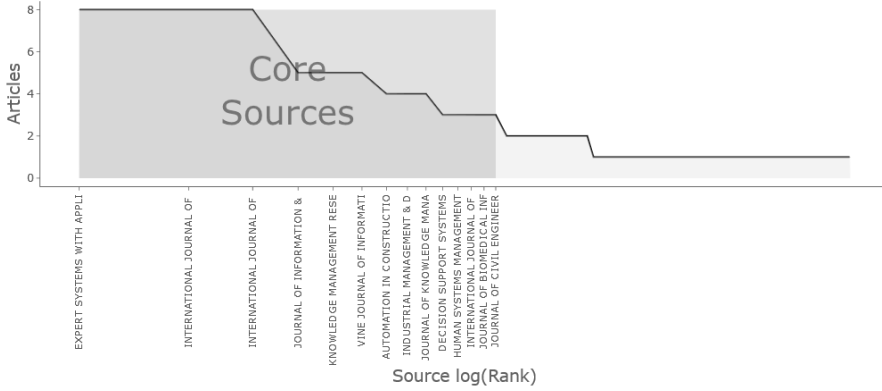 8
6
4
2
0
Articles
Core
Sources
EXPERT SYSTEMS WITH APPLI
INTERNATIONAL JOURNAL OF
INTERNATIONAL JOURNAL OF
JOURNAL OF INFORMATION &
KNOWLEDGE MANAGEMENT RESE
VINE JOURNAL OF INFORMATI
AUTOMATION IN CONSTRUCTIO
INDUSTRIAL MANAGEMENT & D
JOURNAL OF KNOWLEDGE MANA
DECISION SUPPORT SYSTEMS
HUMAN SYSTEMS MANAGEMENT
INTERNATIONAL JOURNAL OF
JOURNAL OF BIOMEDICAL INF
JOURNAL OF CIVIL ENGINEER
Source log(Rank)